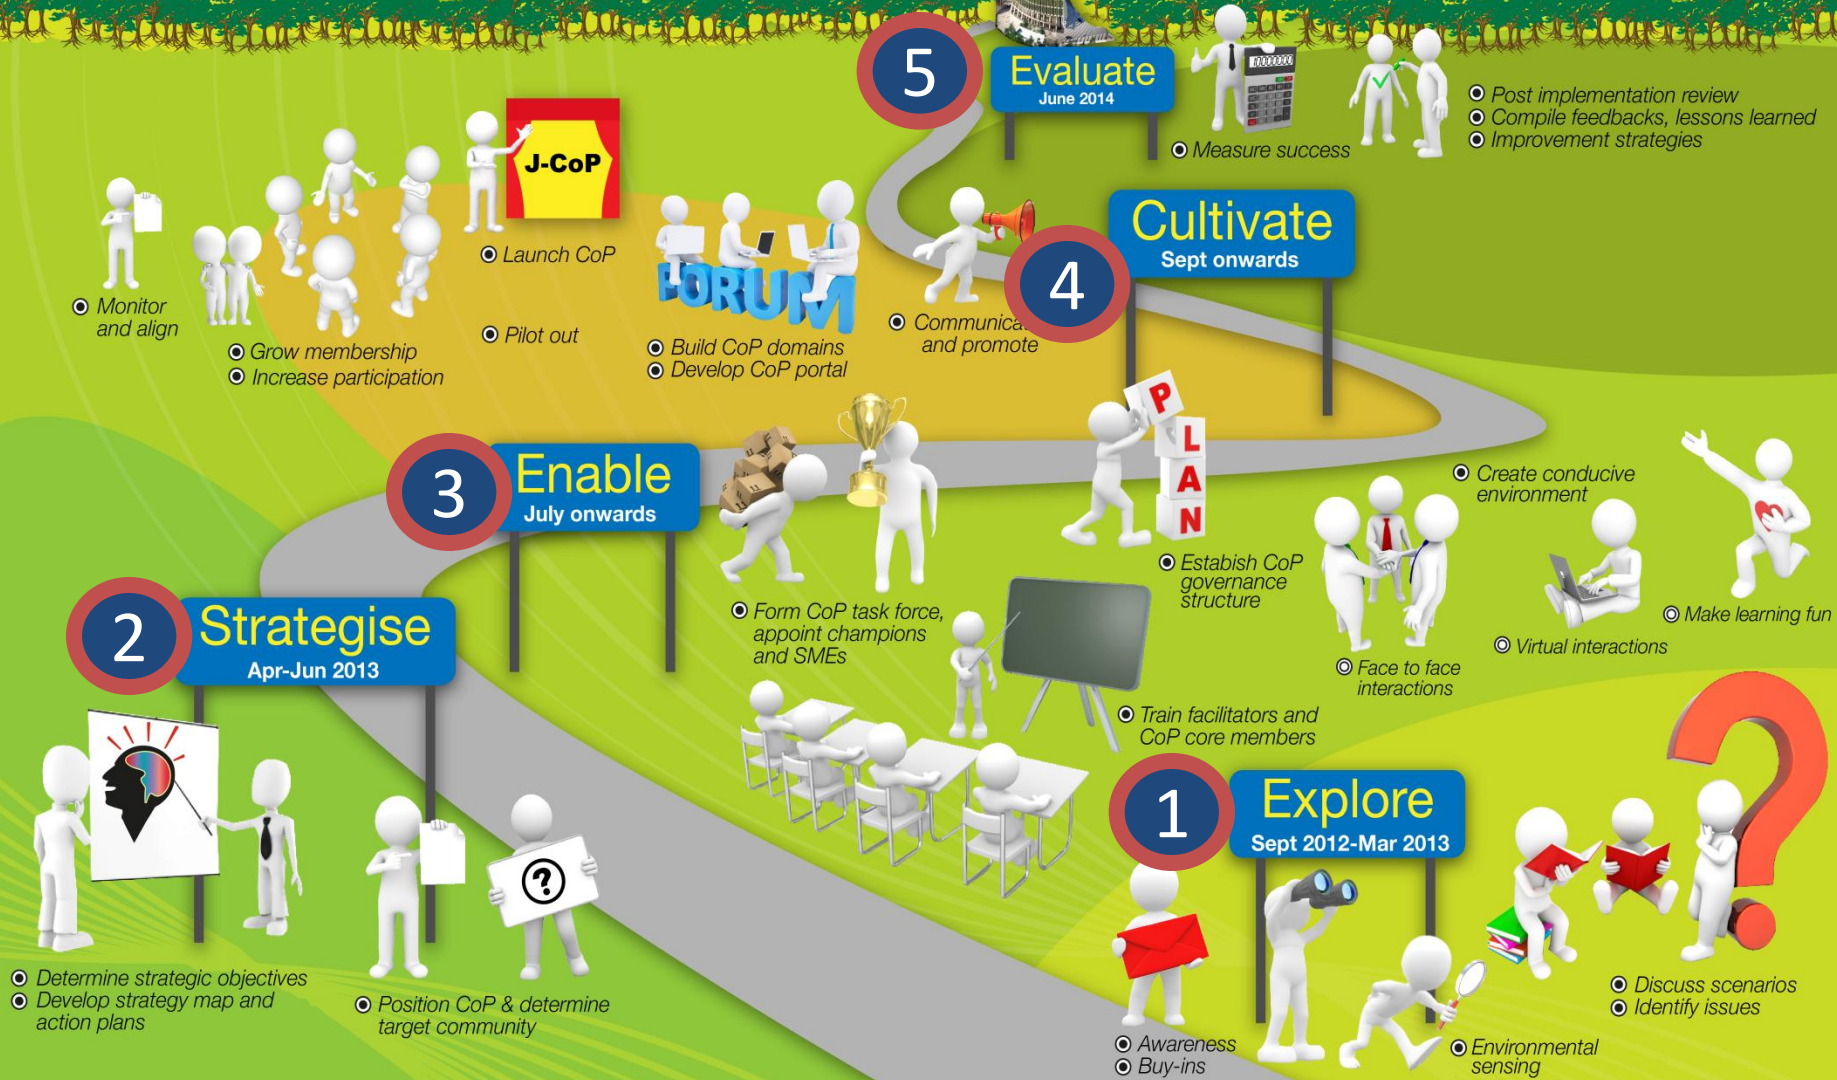 5
Evaluate
June 2014
10000000
Measure success
Post implementation review
Compile feedbacks, lessons learned
Improvement strategies
J-CoP
Launch CoP
Pilot out
Monitor
and align
Grow membership
Increase participation
FORUM
Build CoP domains
Develop CoP portal
4
Cultivate
Sept onwards
Communica
and promote
3
Enable
July onwards
PLAN
Form CoP task force,
appoint champions
and SMEs
Estabish CoP
governance
structure
Create conducive
environment
Face to face
interactions
Virtual interactions
Make learning fun
Train facilitators and
CoP core members
2
Strategise
Apr-Jun 2013
?
Determine strategic objectives
Develop strategy map and
action plans
Position CoP & determine
target community
1
Explore
Sept 2012-Mar 2013
?
Awareness
Buy-ins
Environmental
sensing
Discuss scenarios
Identify issues